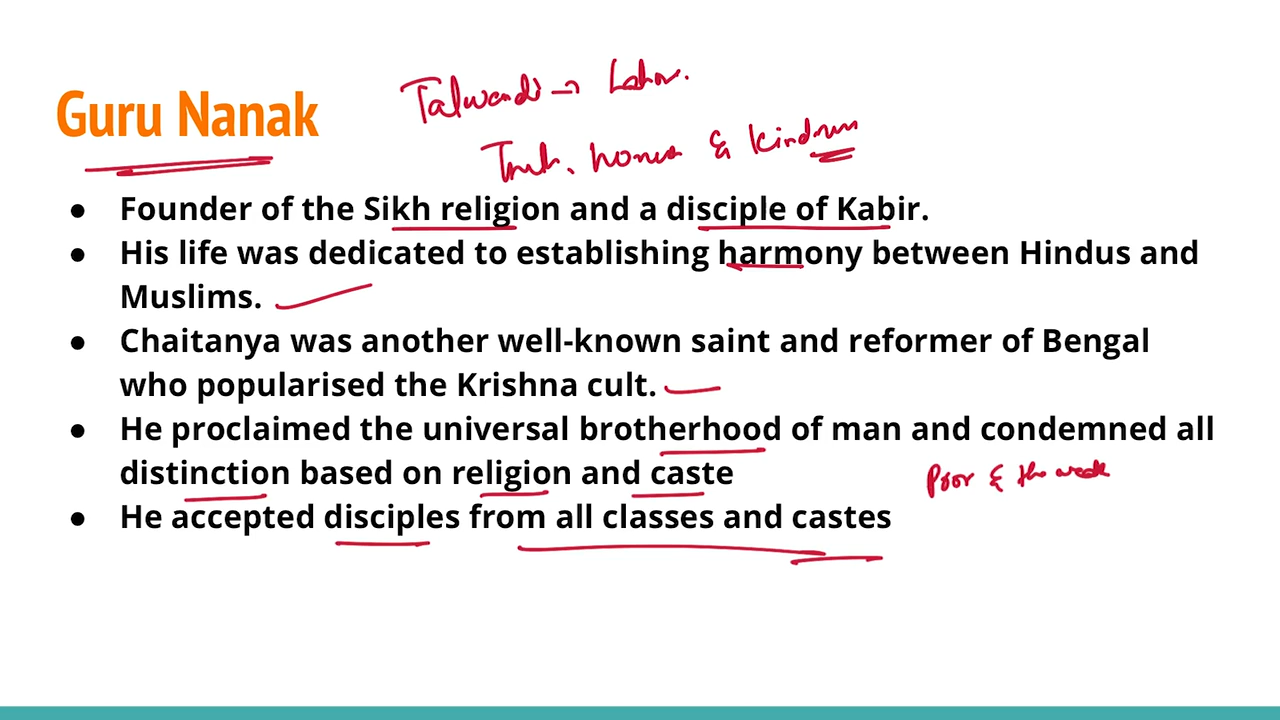 Talwandi → Lahor.
Guru Nanak
Truth, hones & Kindness
● Founder of the Sikh religion and a disciple of Kabir.
● His life was dedicated to establishing harmony between Hindus and
Muslims.
● Chaitanya was another well-known saint and reformer of Bengal
who popularised the Krishna cult.
● He proclaimed the universal brotherhood of man and condemned all
distinction based on religion and caste
Poor & the weak
● He accepted disciples from all classes and castes